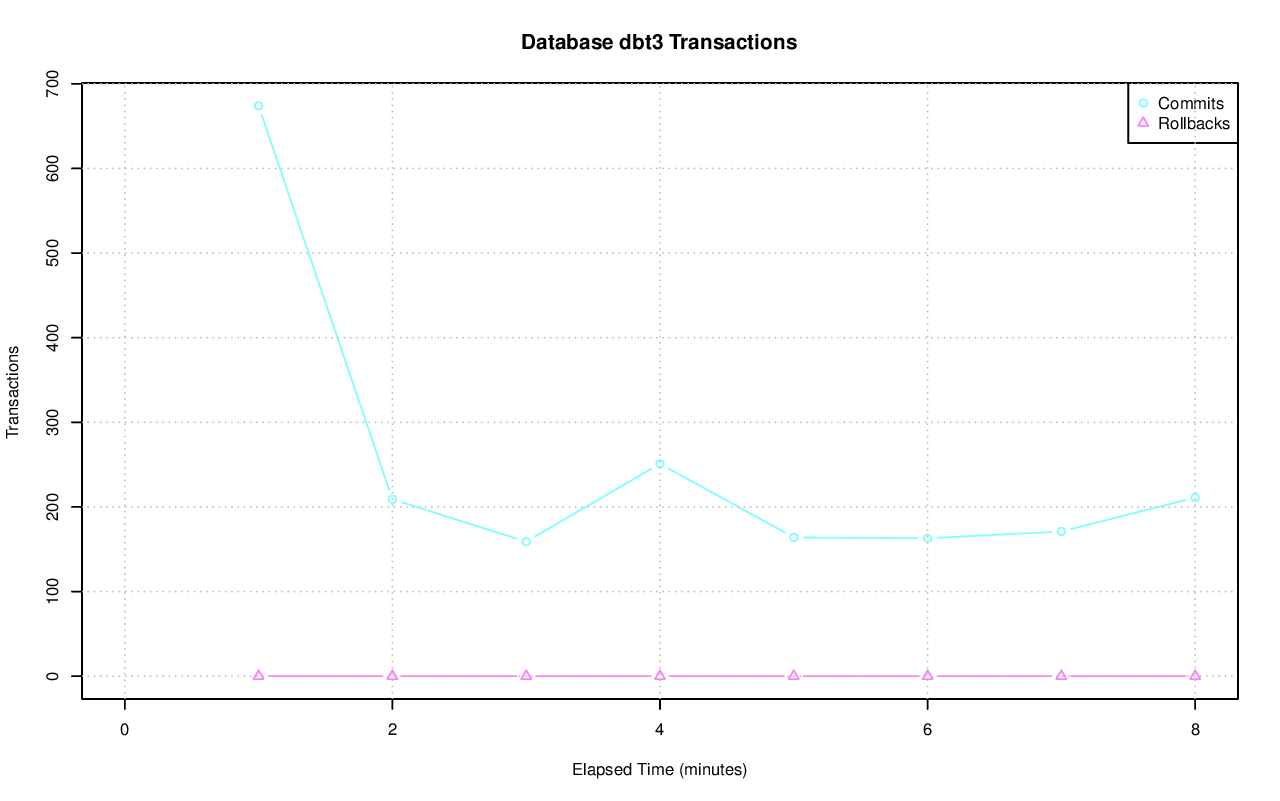 Database dbt3 Transactions
Transactions
700
600
500
400
300
200
100
0
Commits
Rollbacks
0 2 4 6 8
Elapsed Time (minutes)